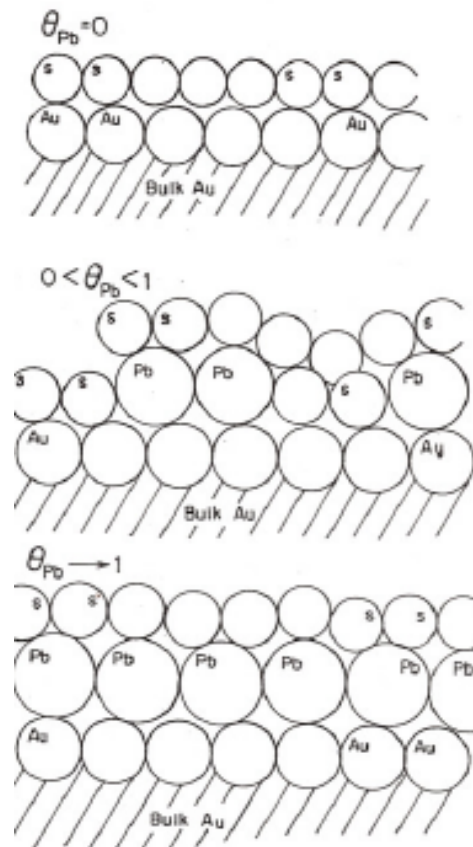 θPb=0
s s s s
Au Au Au
Bulk Au
0<θPb<1
s s s
Pb Pb Pb
s s s
Au Au
Bulk Au
θPb→1
s s s s
Pb Pb Pb Pb Pb Pb
Au Au Au
Bulk Au